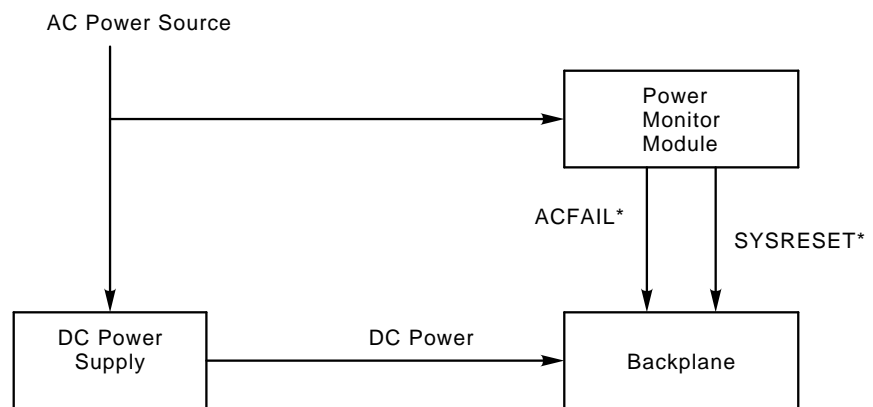 AC Power Source
Power
Monitor
Module
ACFAIL*
SYSRESET*
DC Power
Supply
DC Power
Backplane